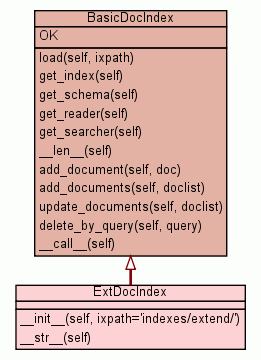 BasicDocIndex
OK
load(self, ixpath)
get_index(self)
get_schema(self)
get_reader(self)
get_searcher(self)
__len__(self)
add_document(self, doc)
add_documents(self, doclist)
update_documents(self, doclist)
delete_by_query(self, query)
__call__(self)
ExtDocIndex
__init__(self, ixpath='indexes/extend/')
__str__(self)